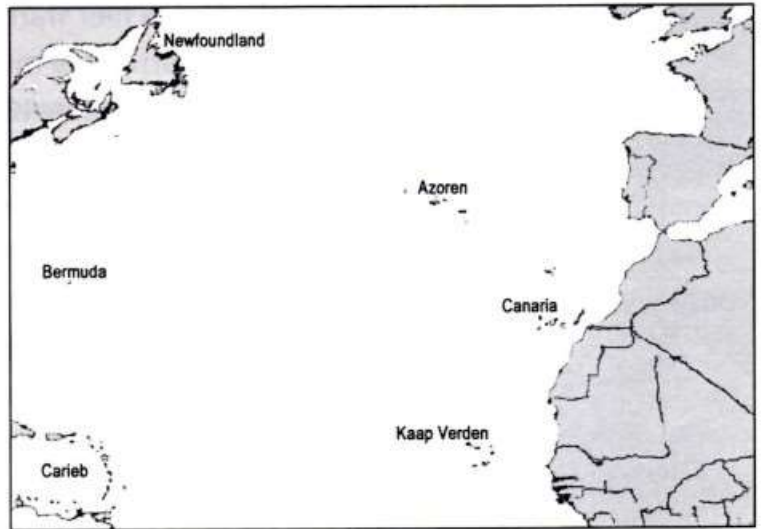 Newfoundland
Azoren
Bermuda
Canaria
Kaap Verden
Carieb